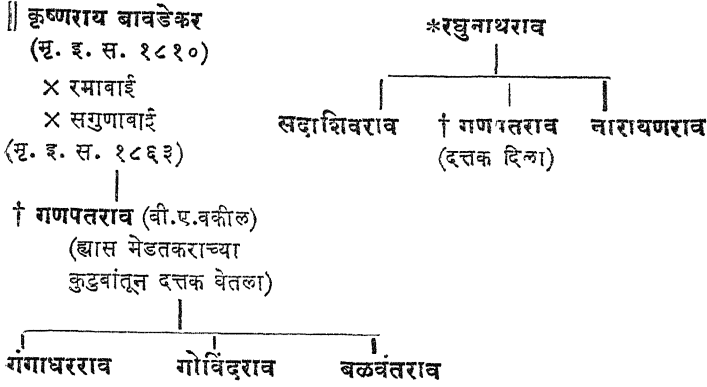 || कृष्णराय बावडेकर
(मृ. इ. स. १८१०)
× रमाबाई
× सगुणाबाई
(मृ. इ. स. १८६३)
† गणपतराव (बी.ए.वकील)
(ह्यास मेडतकराच्या
कुटुबांतून दत्तक घेतला)
गंगाधरराव गोविंदराव बळवंतराव
*रघुनाथराव
सदाशिवराव † गणपतराव नारायणराव
(दत्तक दिला)